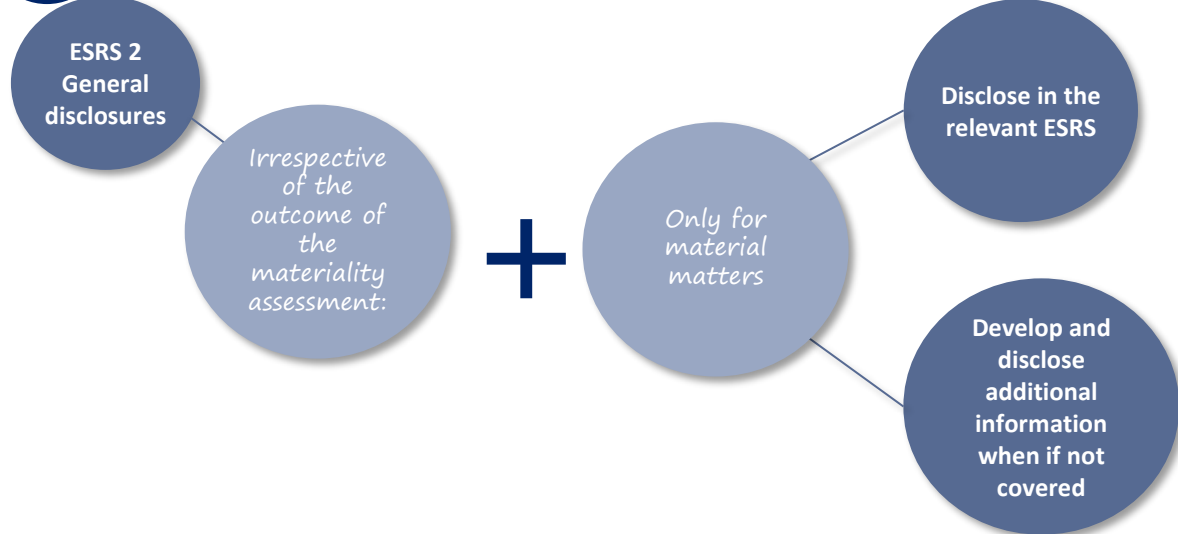 ESRS 2
General
disclosures
Irrespective
of the
outcome of
the
materiality
assessment:
+
Only for
material
matters
Disclose in the
relevant ESRS
Develop and
disclose
additional
information
when if not
covered